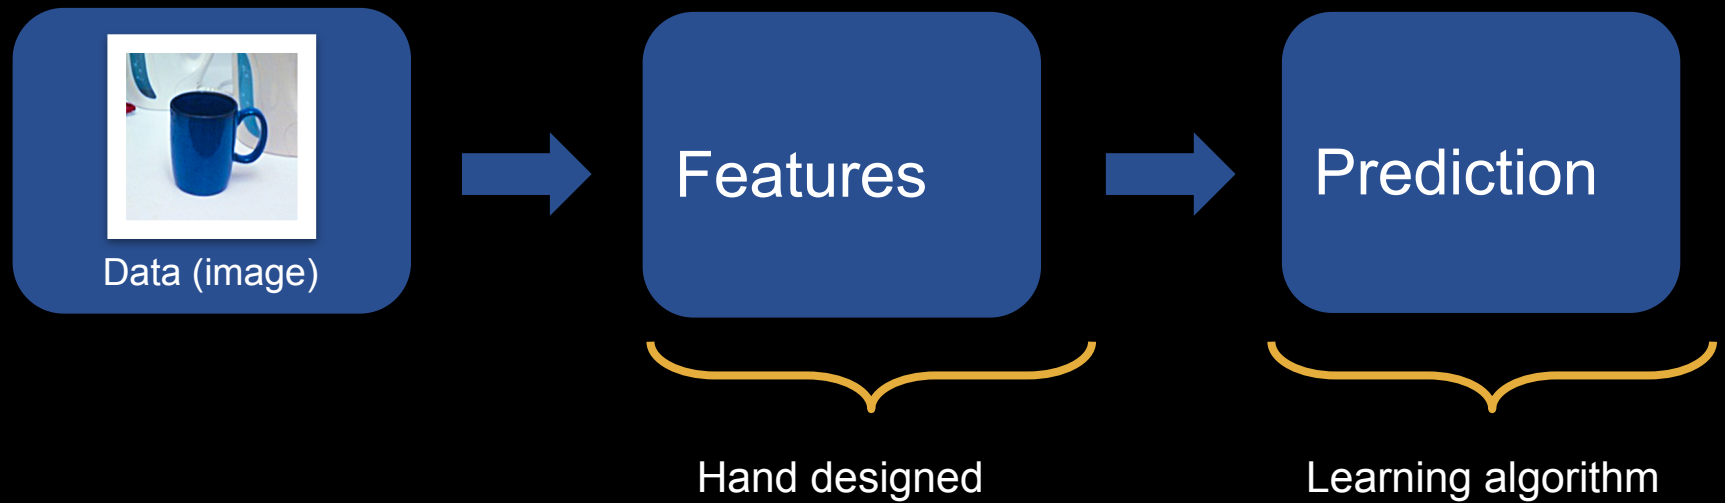 Data (image)
Features
Prediction
Hand designed
Learning algorithm